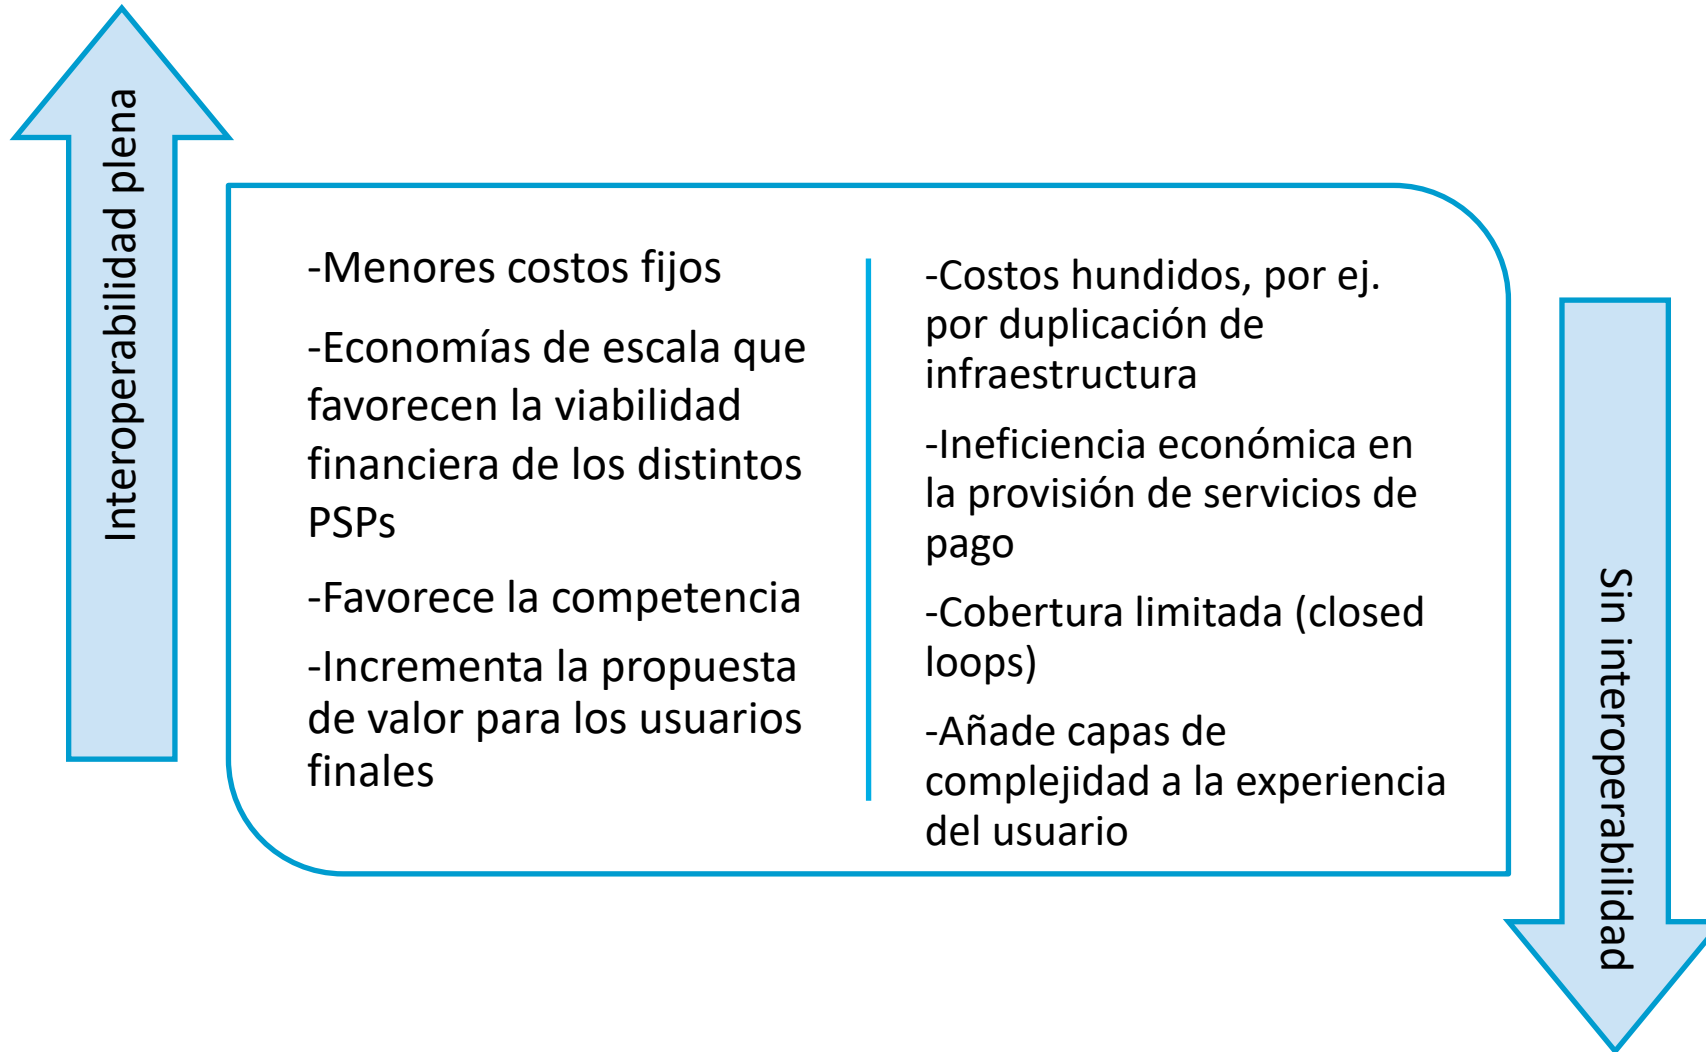 Interoperabilidad plena
-Menores costos fijos
-Economías de escala que
favorecen la viabilidad
financiera de los distintos
PSPs
-Favorece la competencia
-Incrementa la propuesta
de valor para los usuarios
finales
-Costos hundidos, por ej.
por duplicación de
infraestructura
-Ineficiencia económica en
la provisión de servicios de
pago
-Cobertura limitada (closed
loops)
-Añade capas de
complejidad a la experiencia
del usuario
Sin interoperabilidad